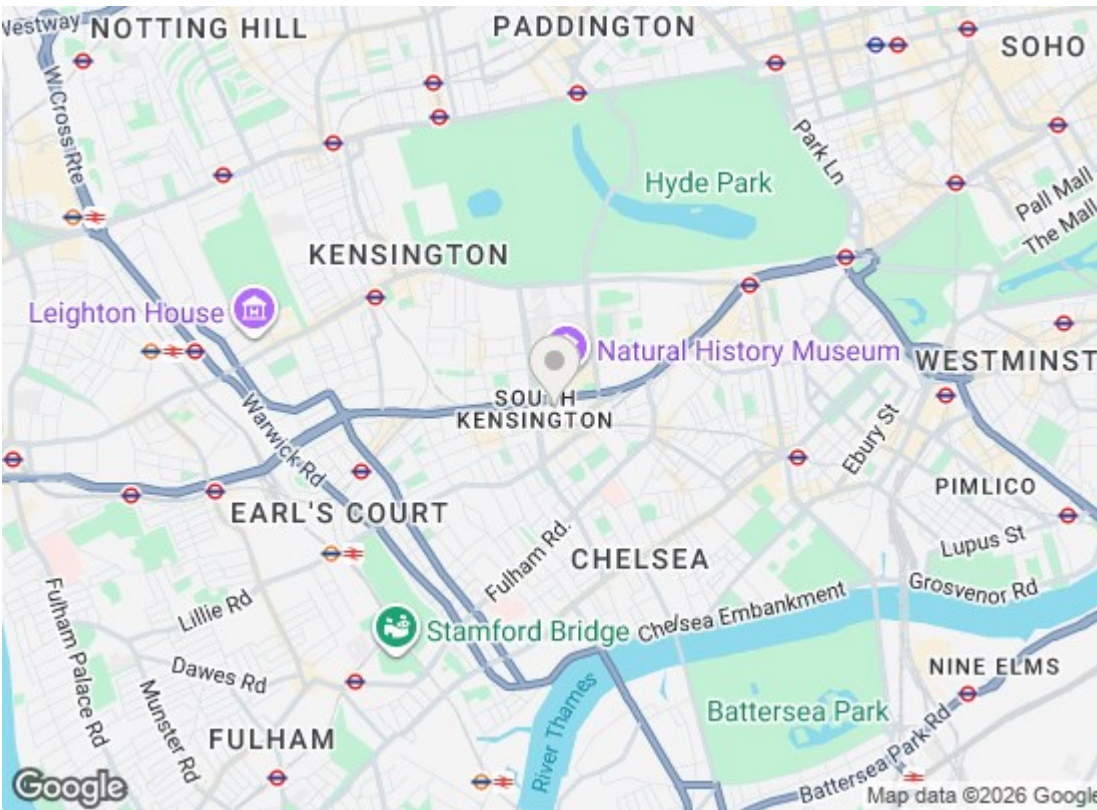 Westway
NOTTING HILL
PADDINGTON
SOHO
W Cross Rte
Park Ln
Hyde Park
Pall Mall
The Mall
KENSINGTON
Leighton House
Natural History Museum
WESTMINST
SOUTH
KENSINGTON
Warwick Rd
Ebury St
EARL'S COURT
PIMLICO
Fulham Rd.
CHELSEA
Lupus St
Grosvenor Rd
Lillie Rd
Chelsea Embankment
Stamford Bridge
Fulham Palace Rd
Dawes Rd
Munster Rd
NINE ELMS
River Thames
Battersea Park
FULHAM
Battersea Park Rd
Google
Map data ©2026 Google